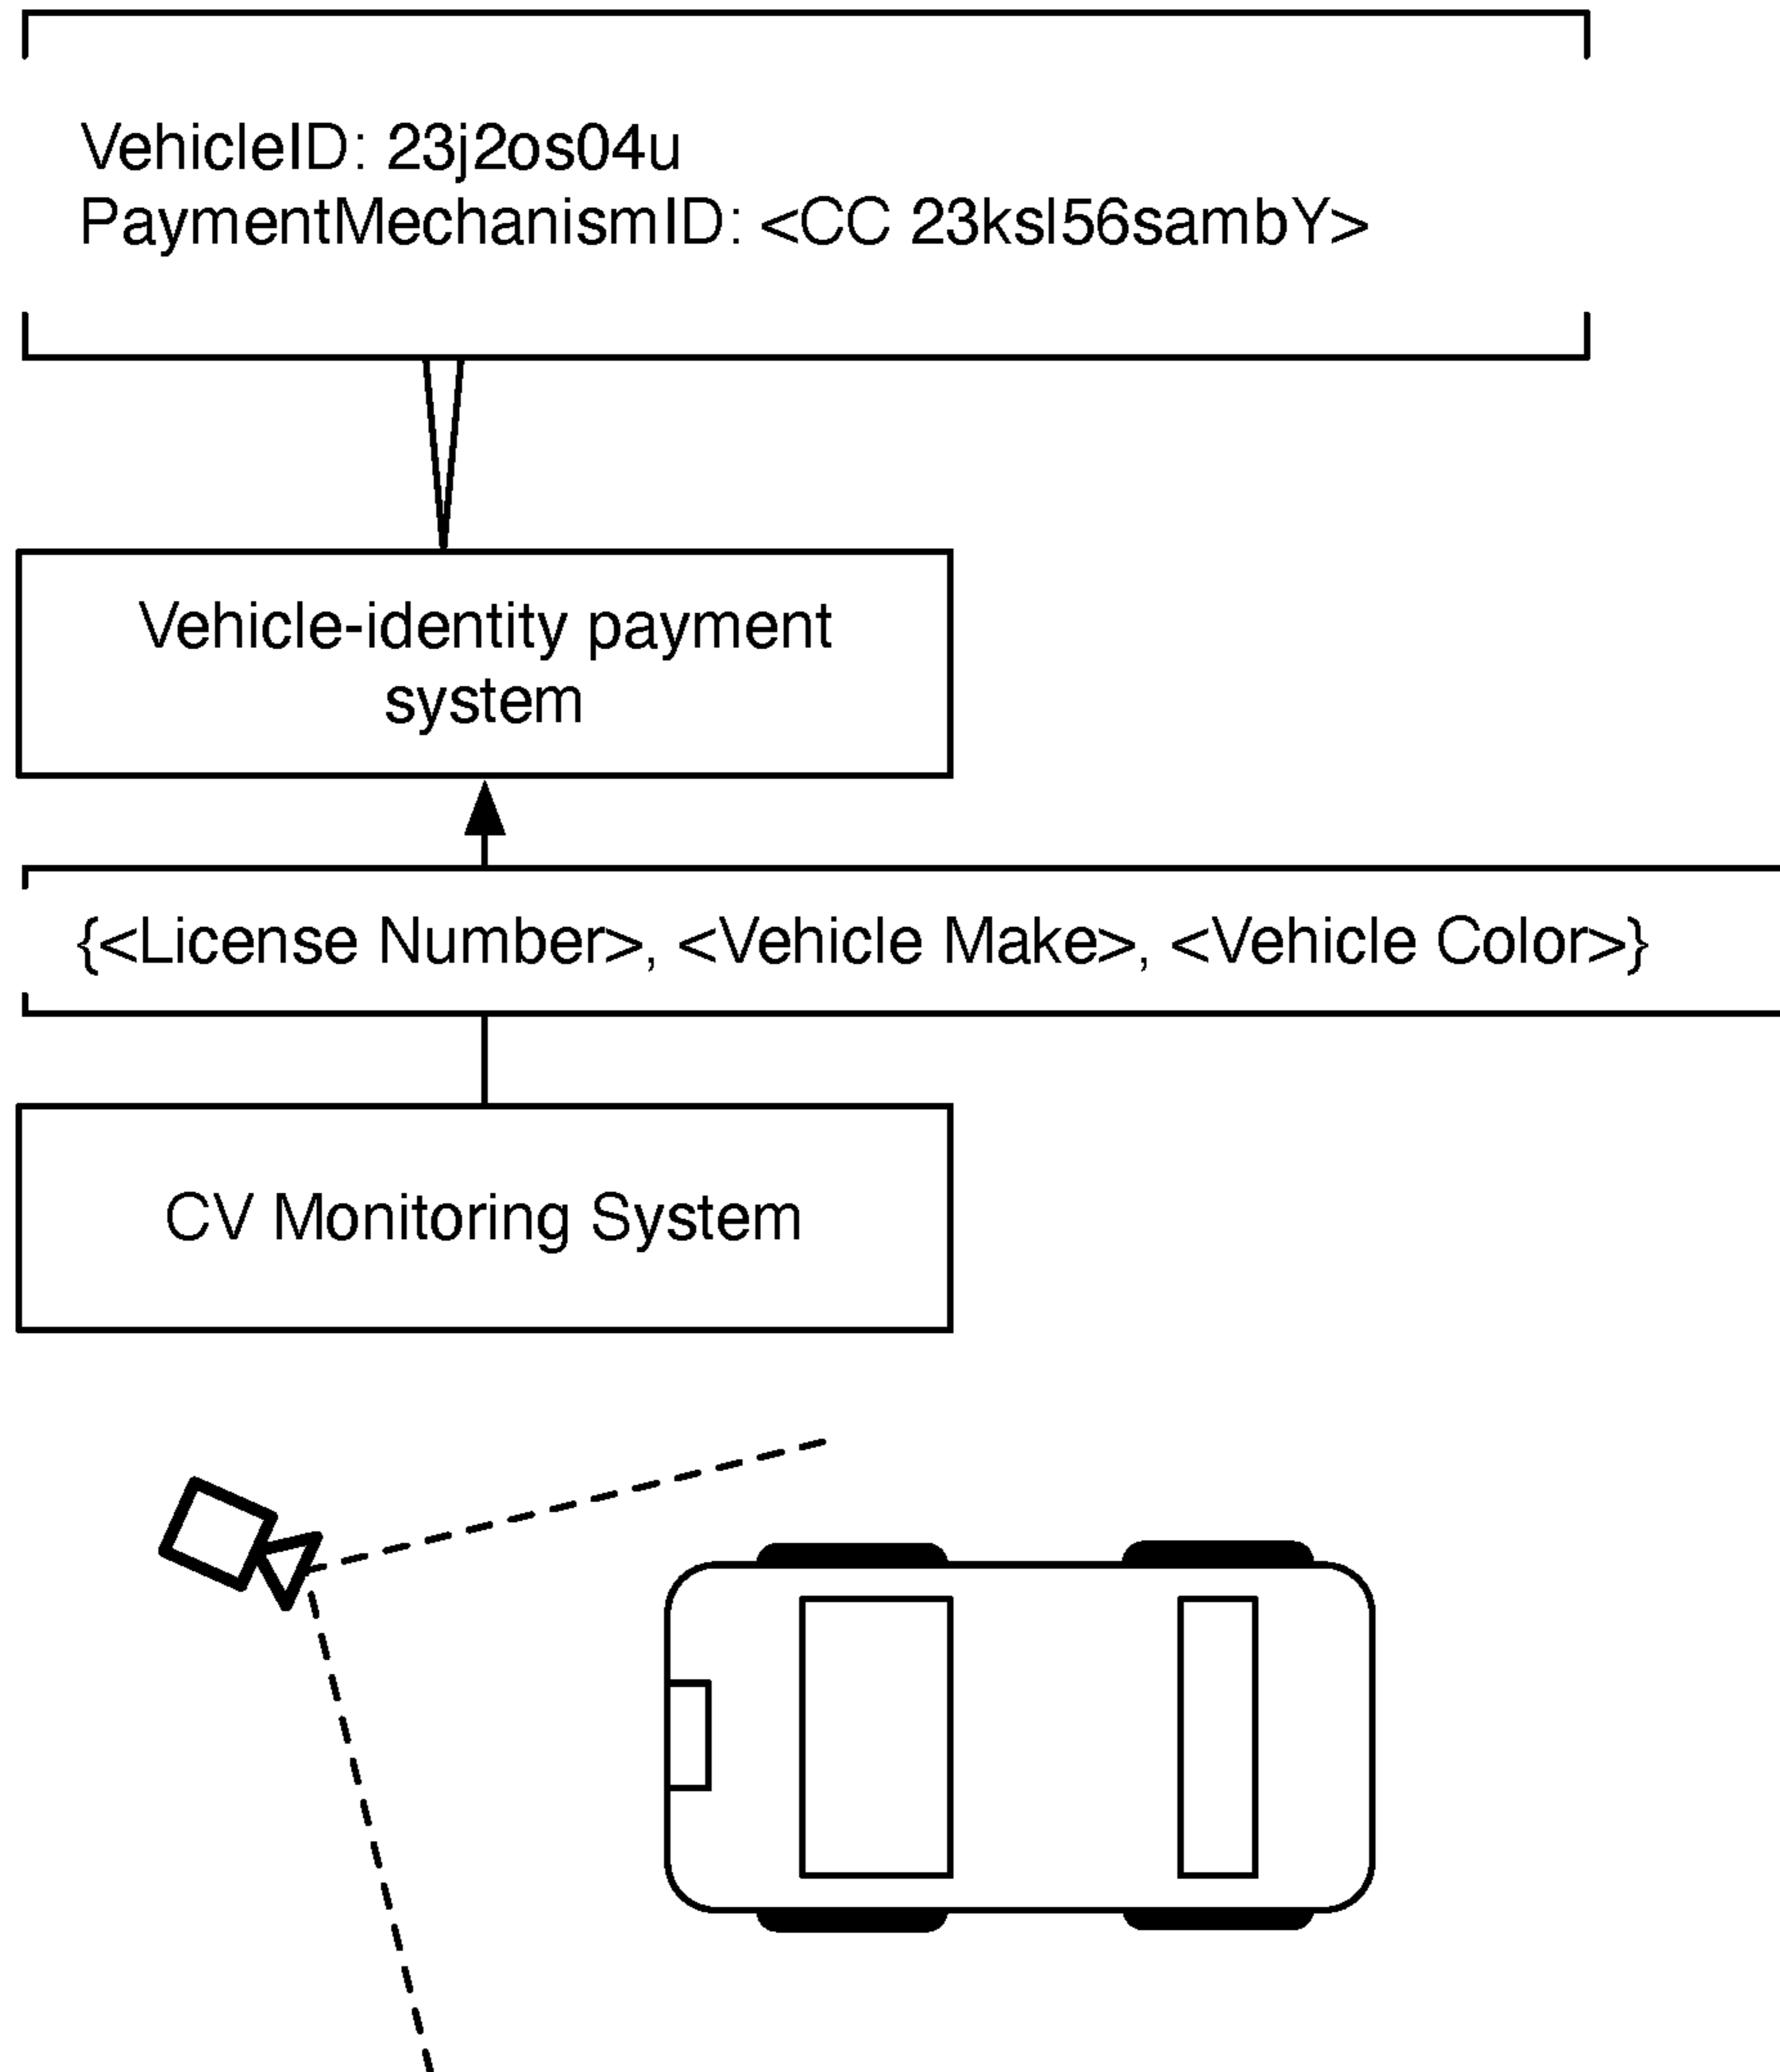 VehicleID: 23j2os04u
PaymentMechanismID: <CC 23ksl56sambY>
Vehicle-identity payment
system
{<License Number>, <Vehicle Make>, <Vehicle Color>}
CV Monitoring System